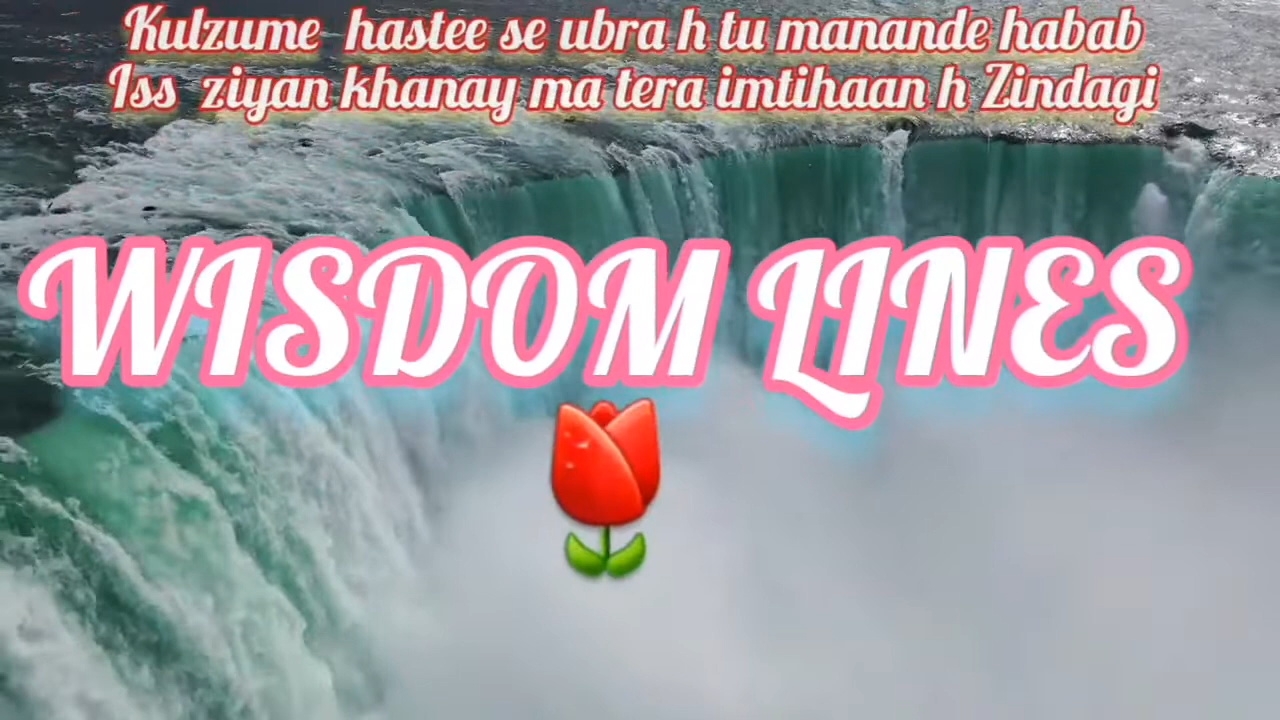 Kulzume hastee se ubra h tu manande habab
Iss ziyan khanay ma tera imtihaan h Zindagi
WISDOM LINES